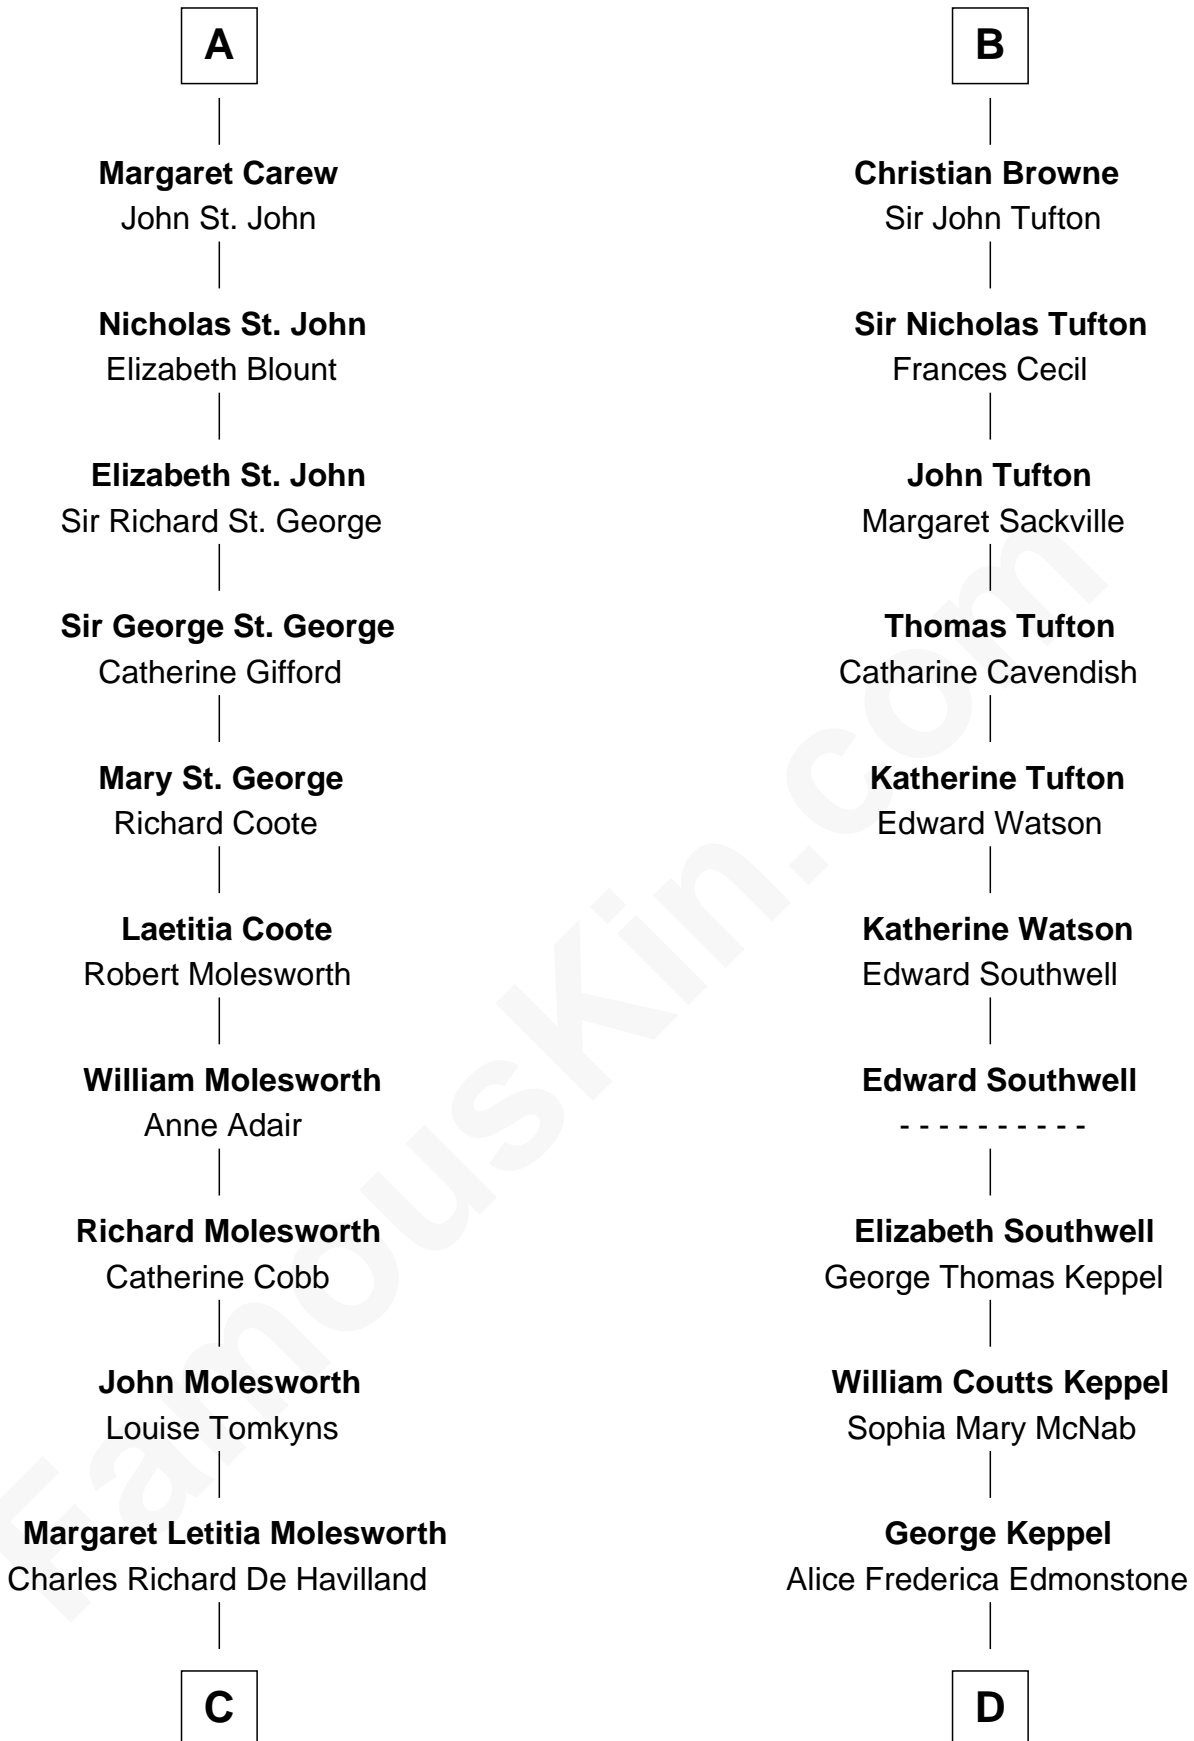 A
Margaret Carew
John St. John
Nicholas St. John
Elizabeth Blount
Elizabeth St. John
Sir Richard St. George
Sir George St. George
Catherine Gifford
Mary St. George
Richard Coote
Laetitia Coote
Robert Molesworth
William Molesworth
Anne Adair
Richard Molesworth
Catherine Cobb
John Molesworth
Louise Tomkyns
Margaret Letitia Molesworth
Charles Richard De Havilland
C
B
Christian Browne
Sir John Tufton
Sir Nicholas Tufton
Frances Cecil
John Tufton
Margaret Sackville
Thomas Tufton
Catharine Cavendish
Katherine Tufton
Edward Watson
Katherine Watson
Edward Southwell
Edward Southwell
- - - - - - - - - -
Elizabeth Southwell
George Thomas Keppel
William Coutts Keppel
Sophia Mary McNab
George Keppel
Alice Frederica Edmonstone
D
FamousKin.com